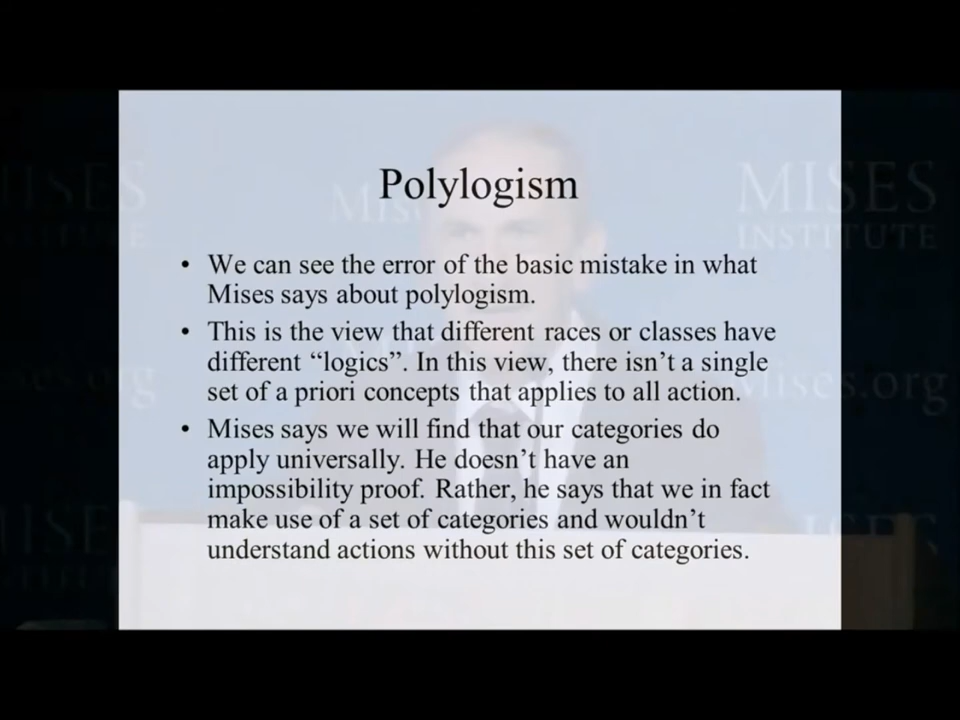 Polylogism
• We can see the error of the basic mistake in what
Mises says about polylogism.
• This is the view that different races or classes have
different “logics”. In this view, there isn’t a single
set of a priori concepts that applies to all action.
• Mises says we will find that our categories do
apply universally. He doesn’t have an
impossibility proof. Rather, he says that we in fact
make use of a set of categories and wouldn’t
understand actions without this set of categories.
MISES
INSTITUTE
Mises.org